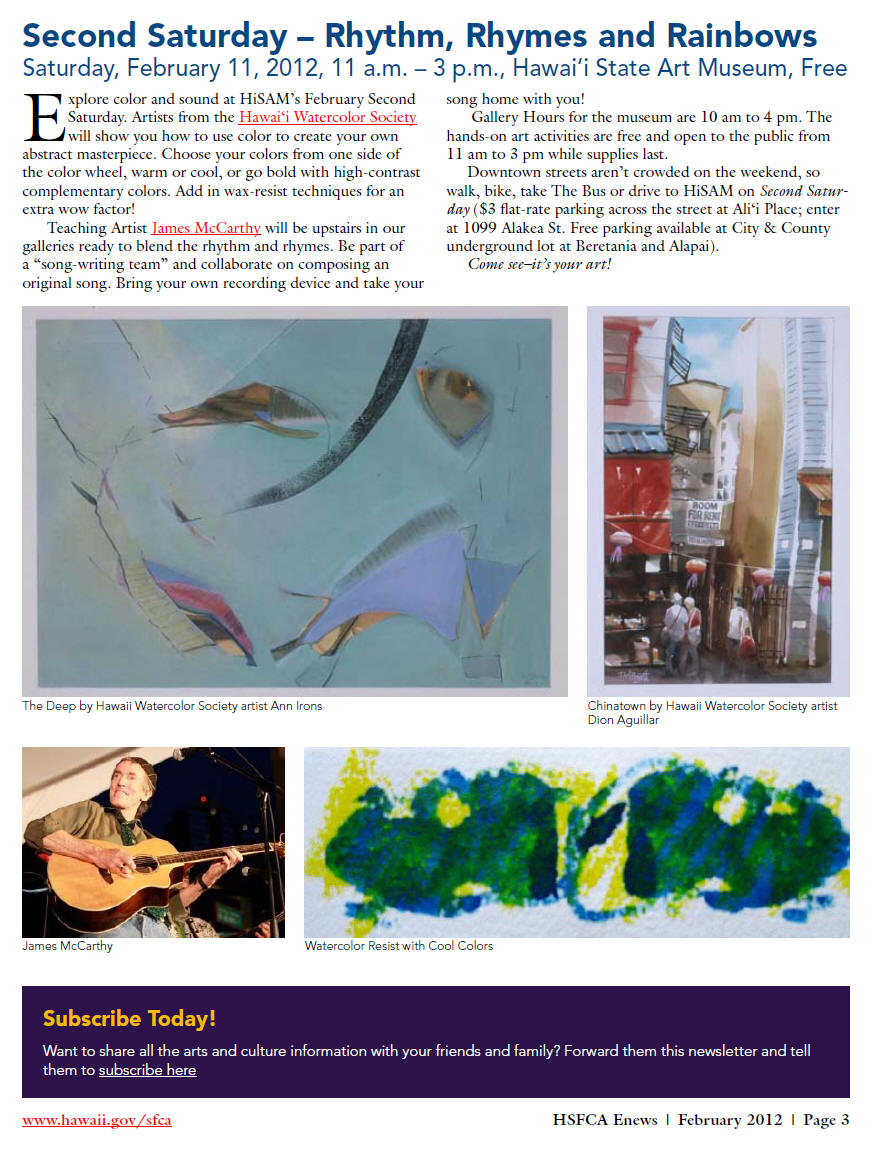 Second Saturday – Rhythm, Rhymes and Rainbows
Saturday, February 11, 2012, 11 a.m. – 3 p.m., Hawai‘i State Art Museum, Free
Explore color and sound at HiSAM’s February Second
Saturday. Artists from the Hawai‘i Watercolor Society
will show you how to use color to create your own
abstract masterpiece. Choose your colors from one side of
the color wheel, warm or cool, or go bold with high-contrast
complementary colors. Add in wax-resist techniques for an
extra wow factor!
Teaching Artist James McCarthy will be upstairs in our
galleries ready to blend the rhythm and rhymes. Be part of
a “song-writing team” and collaborate on composing an
original song. Bring your own recording device and take your
song home with you!
Gallery Hours for the museum are 10 am to 4 pm. The
hands-on art activities are free and open to the public from
11 am to 3 pm while supplies last.
Downtown streets aren’t crowded on the weekend, so
walk, bike, take The Bus or drive to HiSAM on Second Satur-
day ($3 flat-rate parking across the street at Ali‘i Place; enter
at 1099 Alakea St. Free parking available at City & County
underground lot at Beretania and Alapai).
Come see–it’s your art!
ROOM
FOR RENT
The Deep by Hawaii Watercolor Society artist Ann Irons
Chinatown by Hawaii Watercolor Society artist
Dion Aguillar
James McCarthy
Watercolor Resist with Cool Colors
Subscribe Today!
Want to share all the arts and culture information with your friends and family? Forward them this newsletter and tell
them to subscribe here
www.hawaii.gov/sfca
HSFCA Enews | February 2012 | Page 3